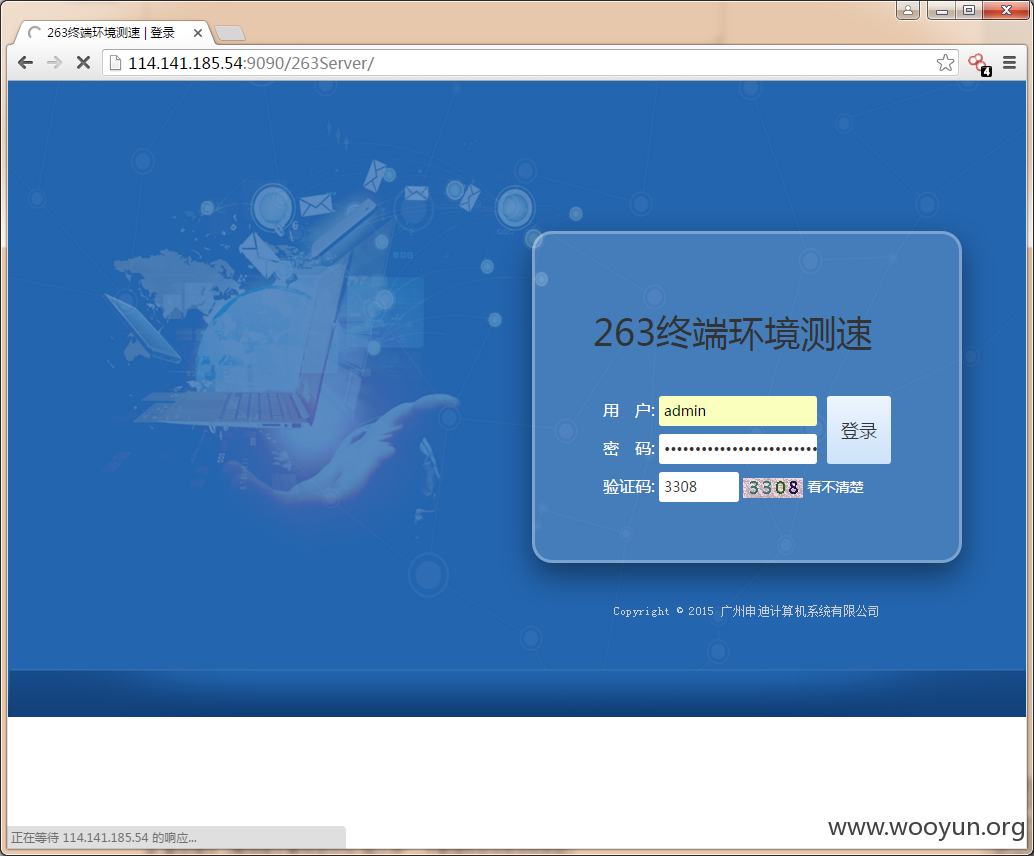 263终端环境测速 | 登录
114.141.185.54:9090/263Server/
4
263终端环境测速
用 户: admin
登录
密 码: 
验证码: 3308 3308 看不清楚
Copyright © 2015 广州申迪计算机系统有限公司
正在等待 114.141.185.54 的响应...
www.wooyun.org